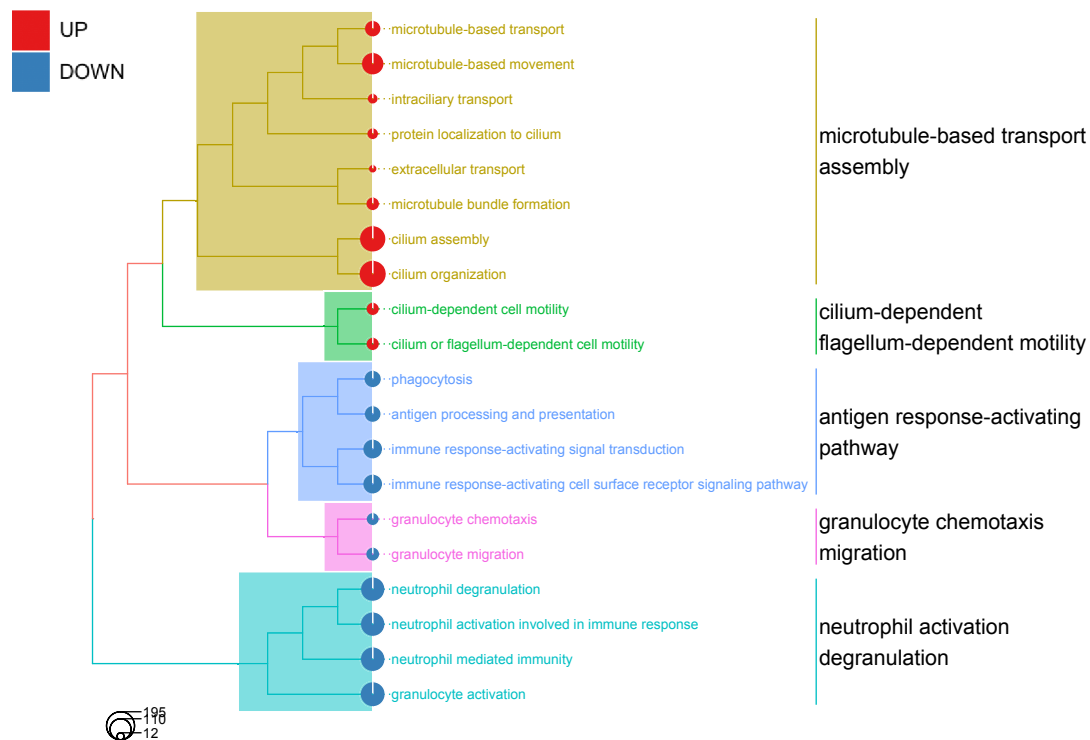 UP
DOWN
microtubule-based transport
microtubule-based movement
intraciliary transport
protein localization to cilium
extracellular transport
microtubule bundle formation
cilium assembly
cilium organization
cilium-dependent cell motility
cilium or flagellum-dependent cell motility
phagocytosis
antigen processing and presentation
immune response-activating signal transduction
immune response-activating cell surface receptor signaling pathway
granulocyte chemotaxis
granulocyte migration
neutrophil degranulation
neutrophil activation involved in immune response
neutrophil mediated immunity
granulocyte activation
microtubule-based transport
assembly
cilium-dependent
flagellum-dependent motility
antigen response-activating
pathway
granulocyte chemotaxis
migration
neutrophil activation
degranulation
195
110
12